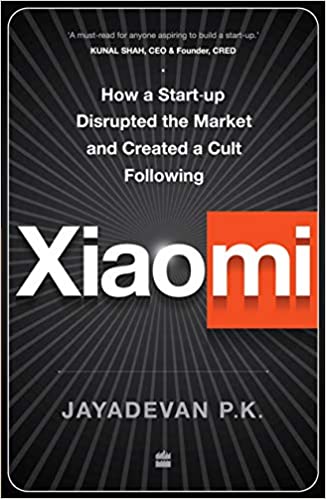 'A must-read for anyone aspiring to build a start-up.'
KUNAL SHAH, CEO & Founder, CRED
How a Start-up
Disrupted the Market
and Created a Cult
Following
Xiaomi
JAYADEVAN P.K.